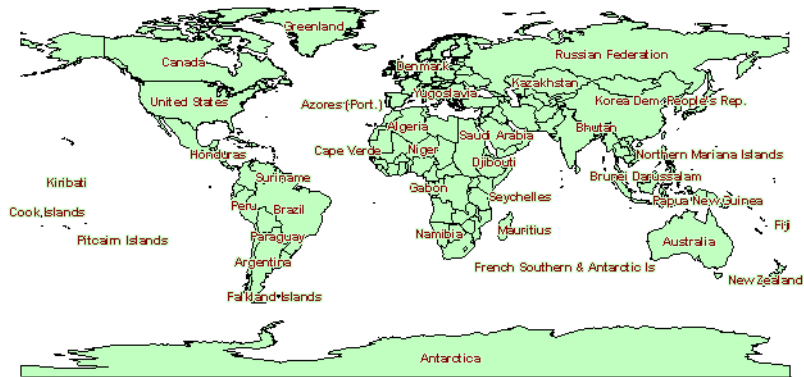 Greenland
Canada
Denmark
Russian Federation
Kazakhstan
Yugoslavia
United States
Azores (Port.)
Korea Dem People's Rep.
Algeria
Saudi Arabia
Bhutan
Honduras
Cape Verde
Niger
Djibouti
Northern Mariana Islands
Kiribati
Suriname
Gabon
Seychelles
Brunei Darussalam
Cook Islands
Peru
Brazil
Papua New Guinea
Pitcairn Islands
Paraguay
Namibia
Mauritius
Australia
Fiji
Argentina
French Southern & Antarctic Is
New Zealand
Falkland Islands
Antarctica